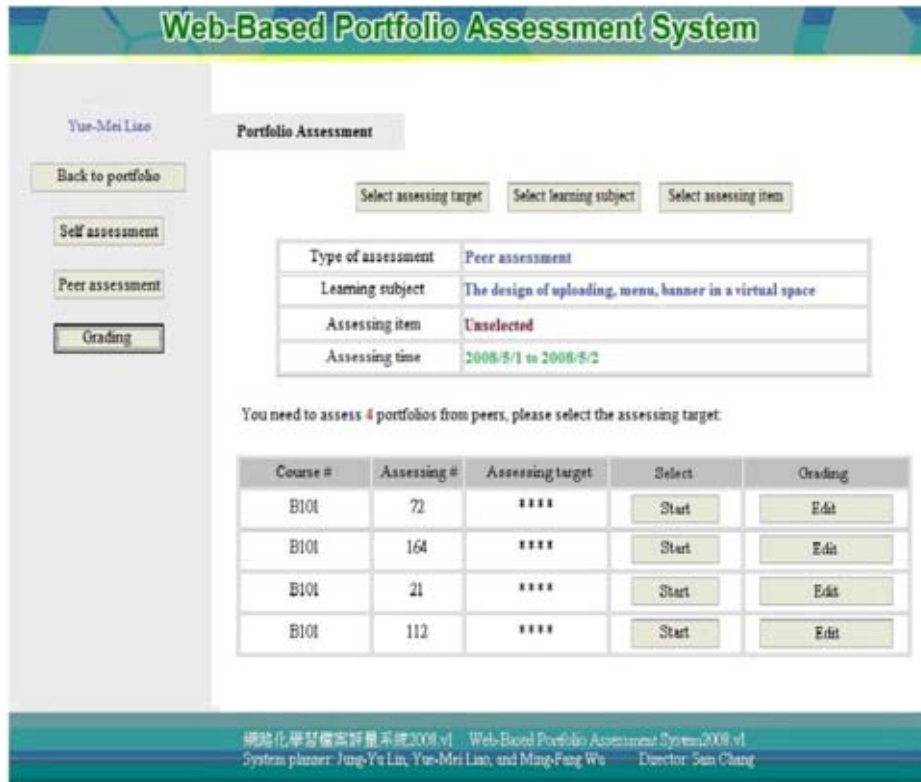 Web-Based Portfolio Assessment System
Yue-Mei Liao
Portfolio Assessment
Back to portfolio
Self assessment
Peer assessment
Grading
Select assessing target Select learning subject Select assessing item
Type of assessment Peer assessment
Learning subject The design of uploading, menu, banner in a virtual space
Assessing item Unselected
Assessing time 2008/5/1 to 2008/5/2
You need to assess 4 portfolios from peers, please select the assessing target:
Course # Assessing # Assessing target Select Grading
B101 72 **** Start Edit
B101 164 **** Start Edit
B101 21 **** Start Edit
B101 112 **** Start Edit
網路化學習檔案評量系統2008.v1 Web-Based Portfolio Assessment System2008.v1
System planner: Jung-Yu Lin, Yue-Mei Liao, and Ming-Fang Wu Director: Sam Chang